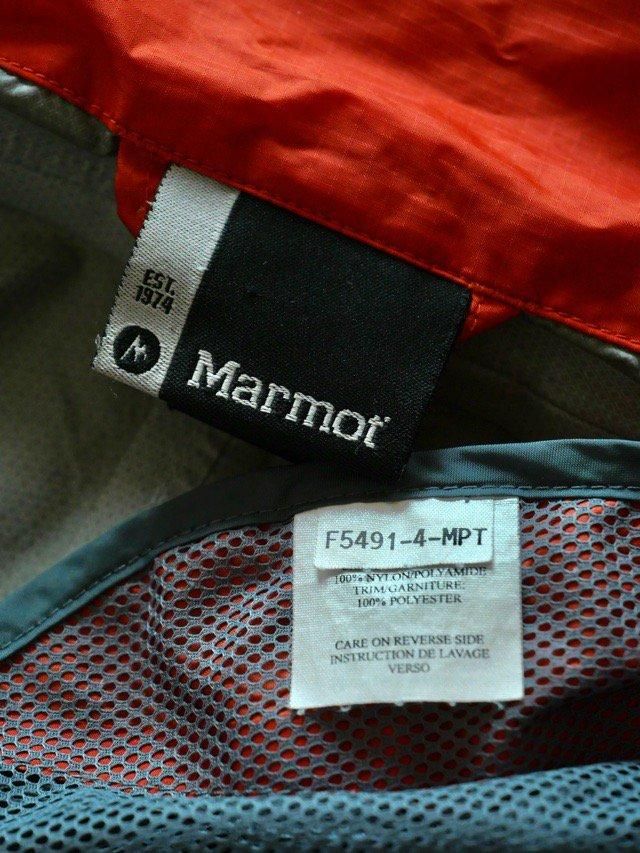 EST.
1974
Marmot
F5491-4-MPT
100% NYLON/POLYAMIDE
TRIM/GARNITURE:
100% POLYESTER
CARE ON REVERSE SIDE
INSTRUCTION DE LAVAGE
VERSO